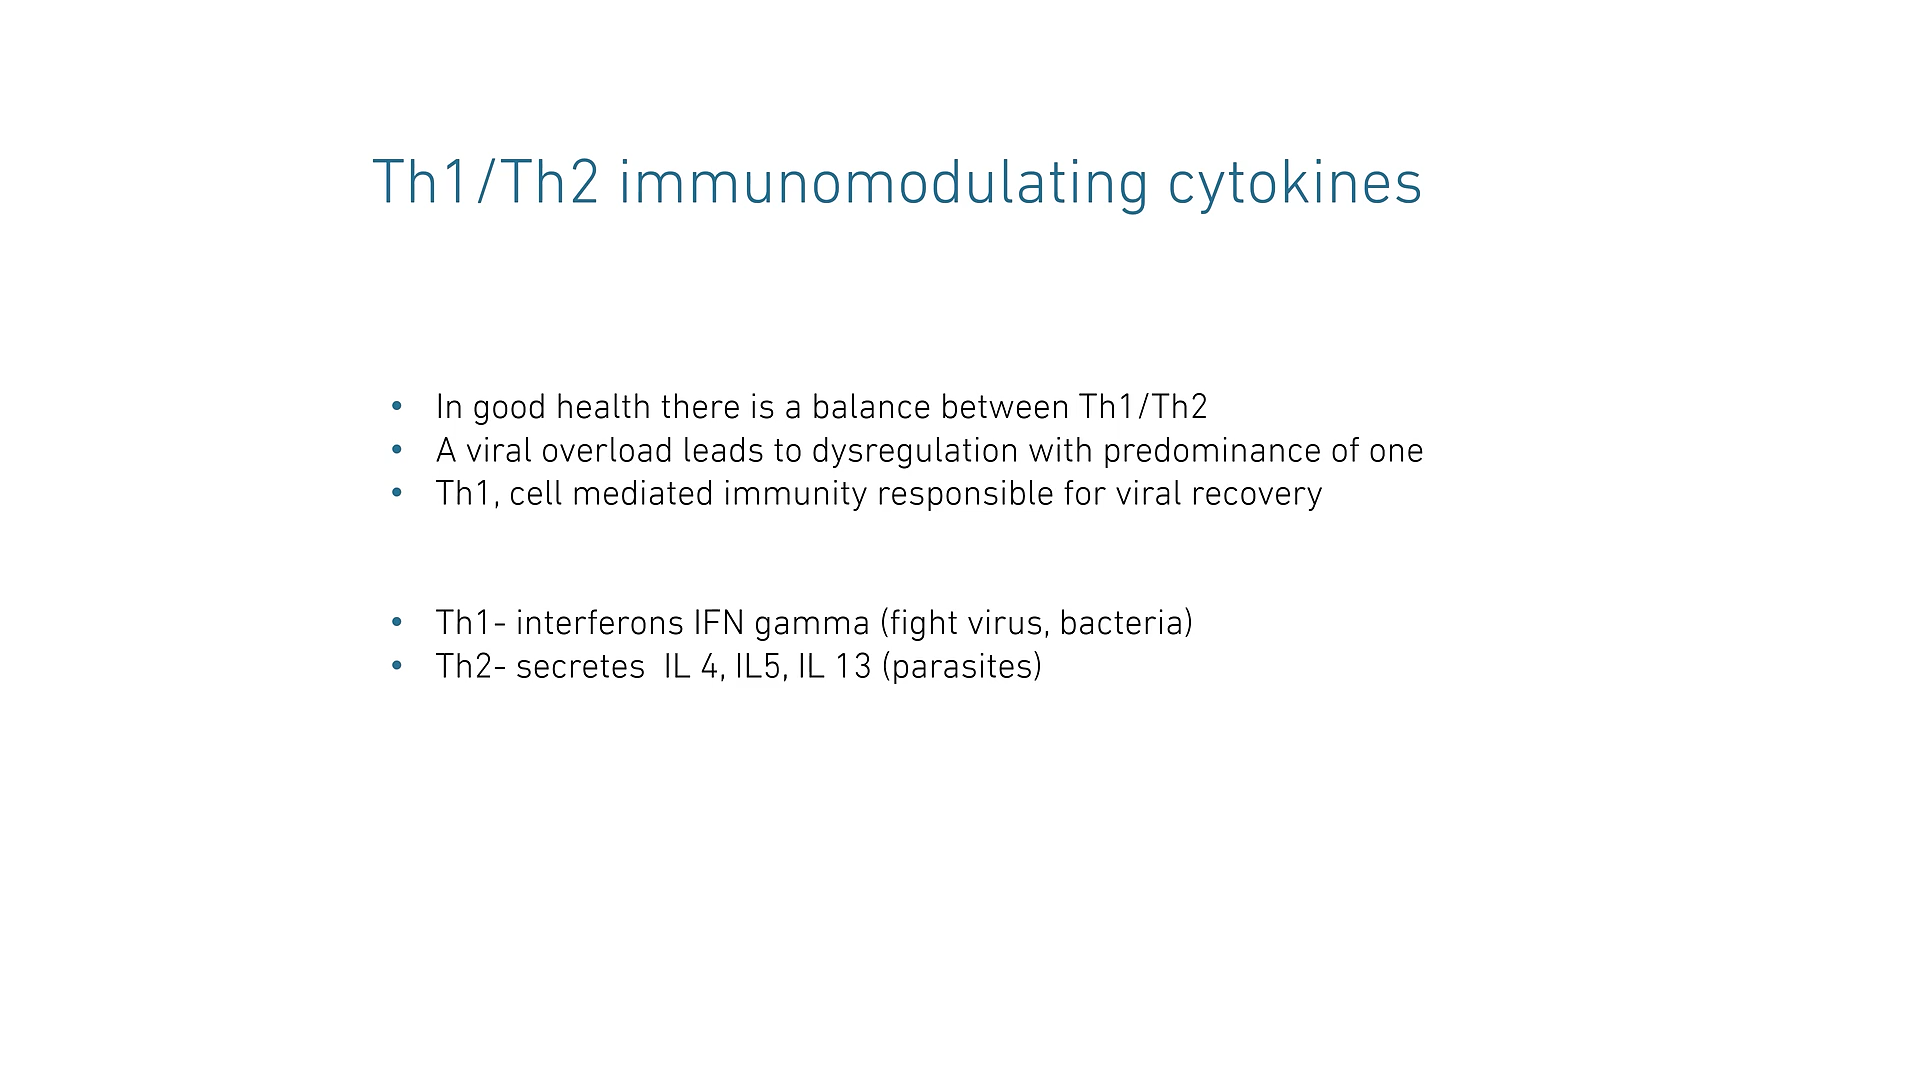 Th1/Th2 immunomodulating cytokines
• In good health there is a balance between Th1/Th2
• A viral overload leads to dysregulation with predominance of one
• Th1, cell mediated immunity responsible for viral recovery
• Th1- interferons IFN gamma (fight virus, bacteria)
• Th2- secretes  IL 4, IL5, IL 13 (parasites)